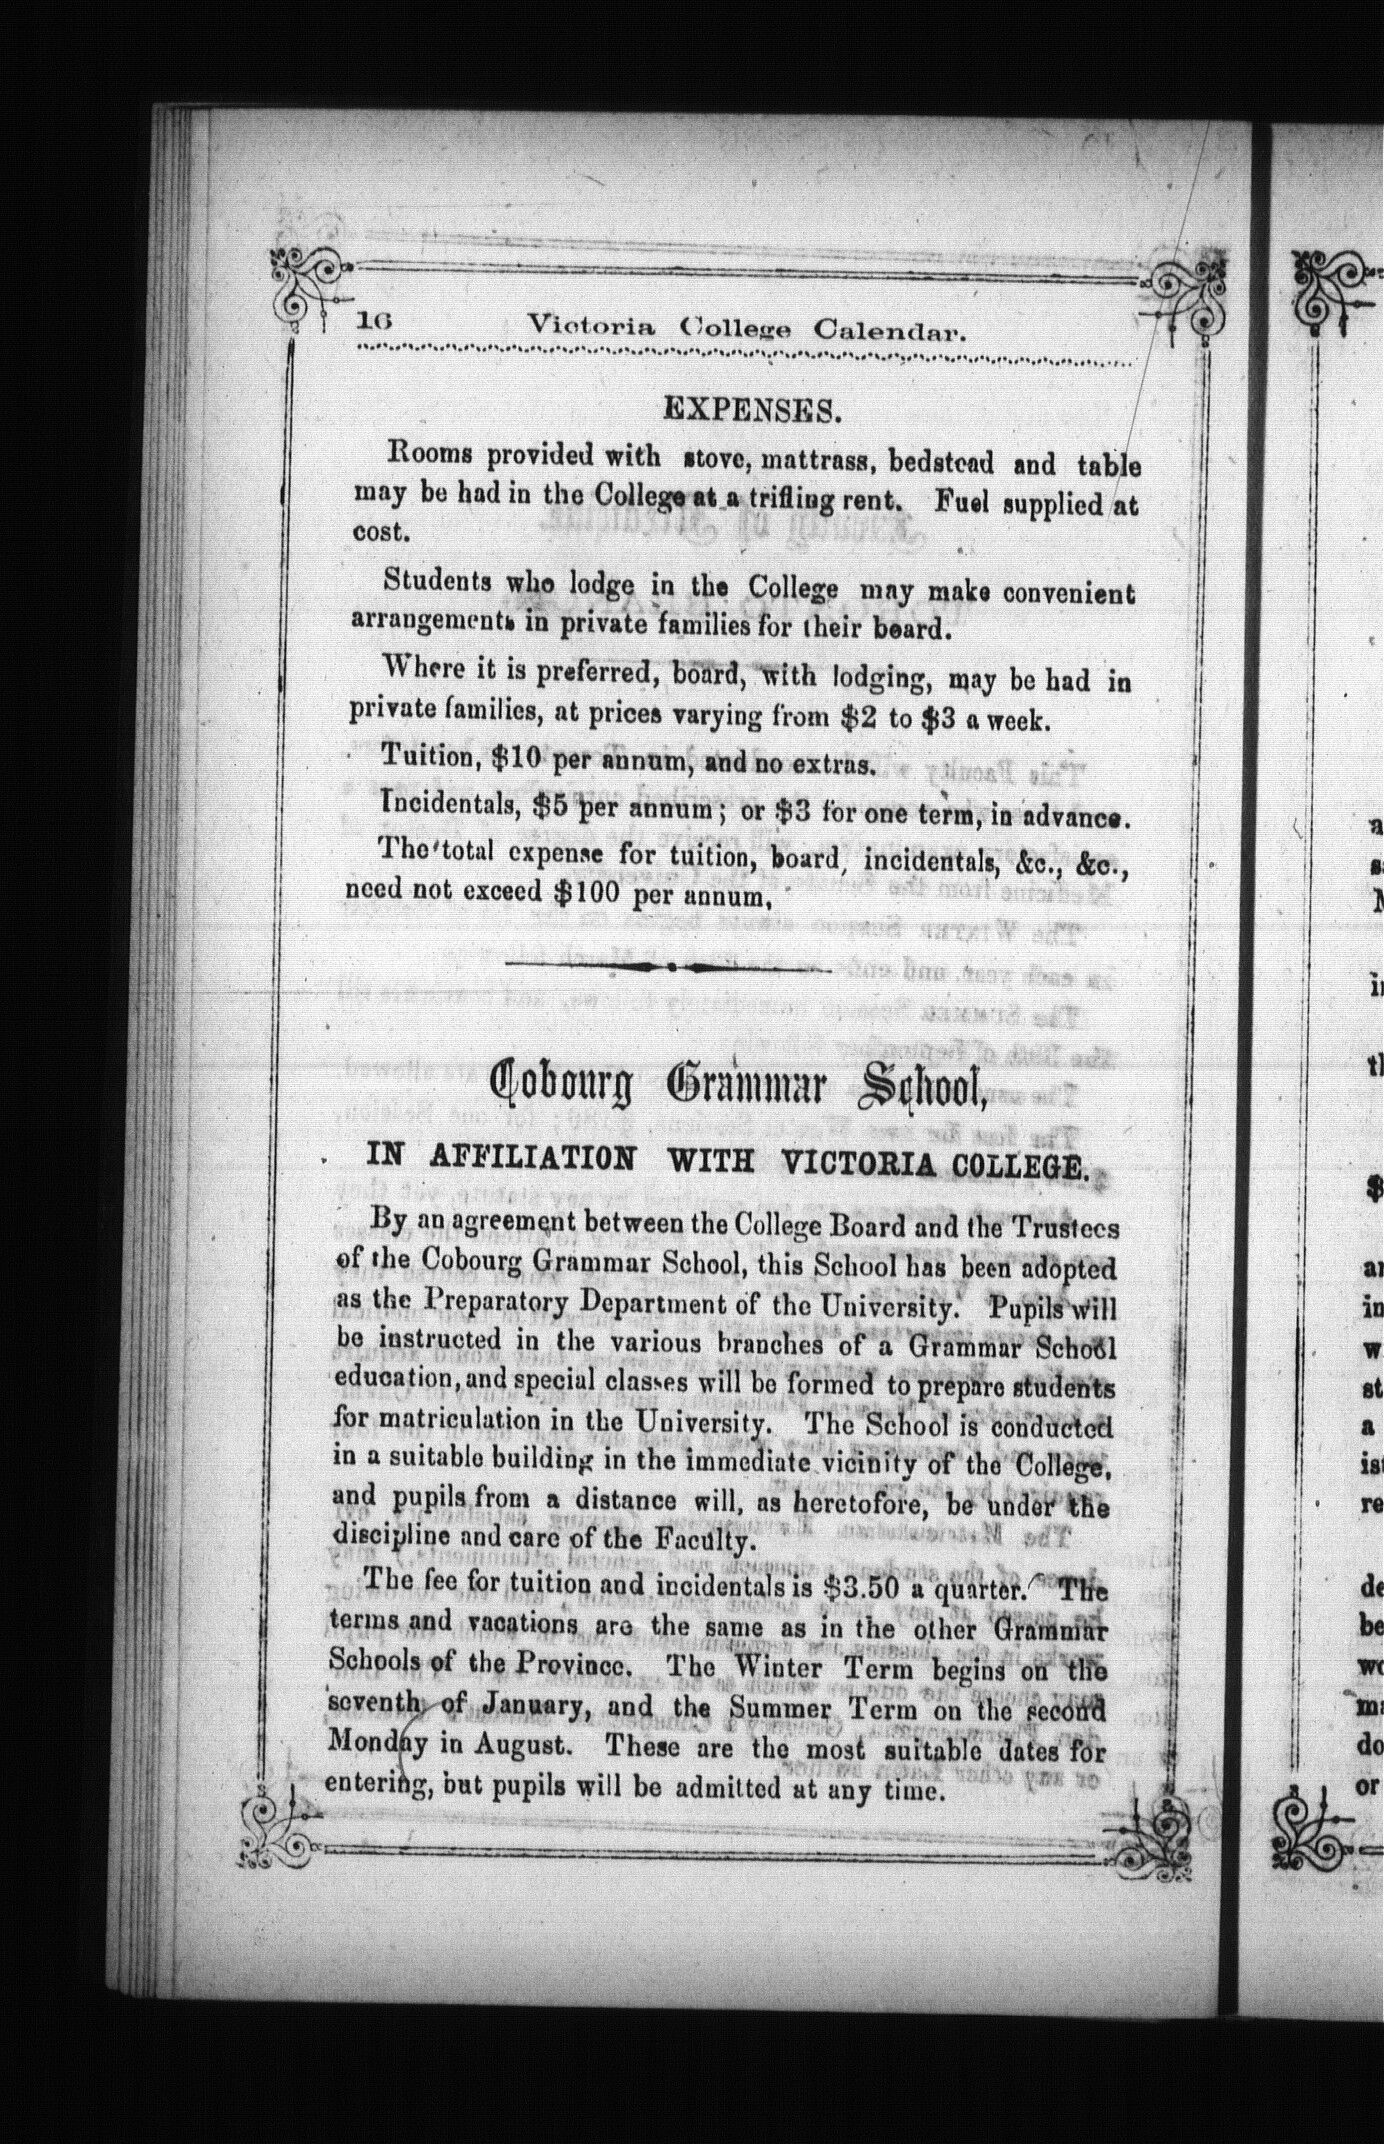 16 Victoria College Calendar.
EXPENSES.
Rooms provided with stove, mattrass, bedstead and table
may be had in the College at a trifling rent. Fuel supplied at
cost.
Students who lodge in the College may make convenient
arrangements in private families for their board.
Where it is preferred, board, with lodging, may be had in
private families, at prices varying from $2 to $3 a week.
Tuition, $10 per annum, and no extras.
Incidentals, $5 per annum; or $3 for one term, in advance.
The total expense for tuition, board, incidentals, &c., &c.,
need not exceed $100 per annum.
Cobourg Grammar School,
IN AFFILIATION WITH VICTORIA COLLEGE.
By an agreement between the College Board and the Trustees
of the Cobourg Grammar School, this School has been adopted
as the Preparatory Department of the University. Pupils will
be instructed in the various branches of a Grammar School
education, and special classes will be formed to prepare students
for matriculation in the University. The School is conducted
in a suitable building in the immediate vicinity of the College,
and pupils from a distance will, as heretofore, be under the
discipline and care of the Faculty.
The fee for tuition and incidentals is $3.50 a quarter. The
terms and vacations are the same as in the other Grammar
Schools of the Province. The Winter Term begins on the
seventh of January, and the Summer Term on the second
Monday in August. These are the most suitable dates for
entering, but pupils will be admitted at any time.